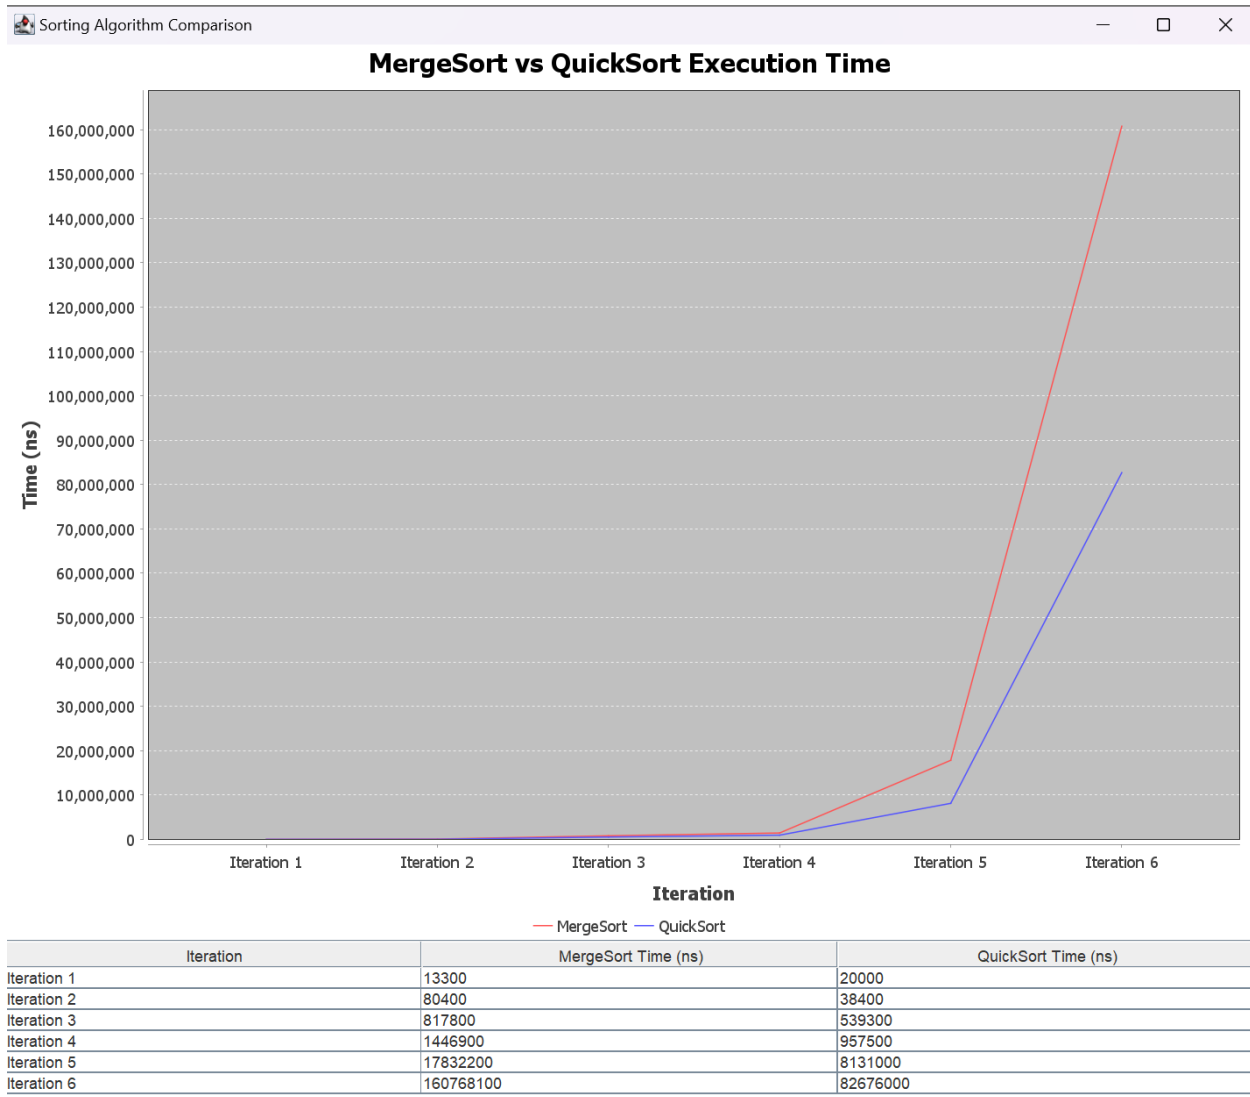 Sorting Algorithm Comparison
MergeSort vs QuickSort Execution Time
160,000,000
150,000,000
140,000,000
130,000,000
120,000,000
110,000,000
100,000,000
90,000,000
80,000,000
70,000,000
60,000,000
50,000,000
40,000,000
30,000,000
20,000,000
10,000,000
0
Time (ns)
Iteration 1 Iteration 2 Iteration 3 Iteration 4 Iteration 5 Iteration 6
Iteration
MergeSort QuickSort
Iteration MergeSort Time (ns) QuickSort Time (ns)
Iteration 1 13300 20000
Iteration 2 80400 38400
Iteration 3 817800 539300
Iteration 4 1446900 957500
Iteration 5 17832200 8131000
Iteration 6 160768100 82676000